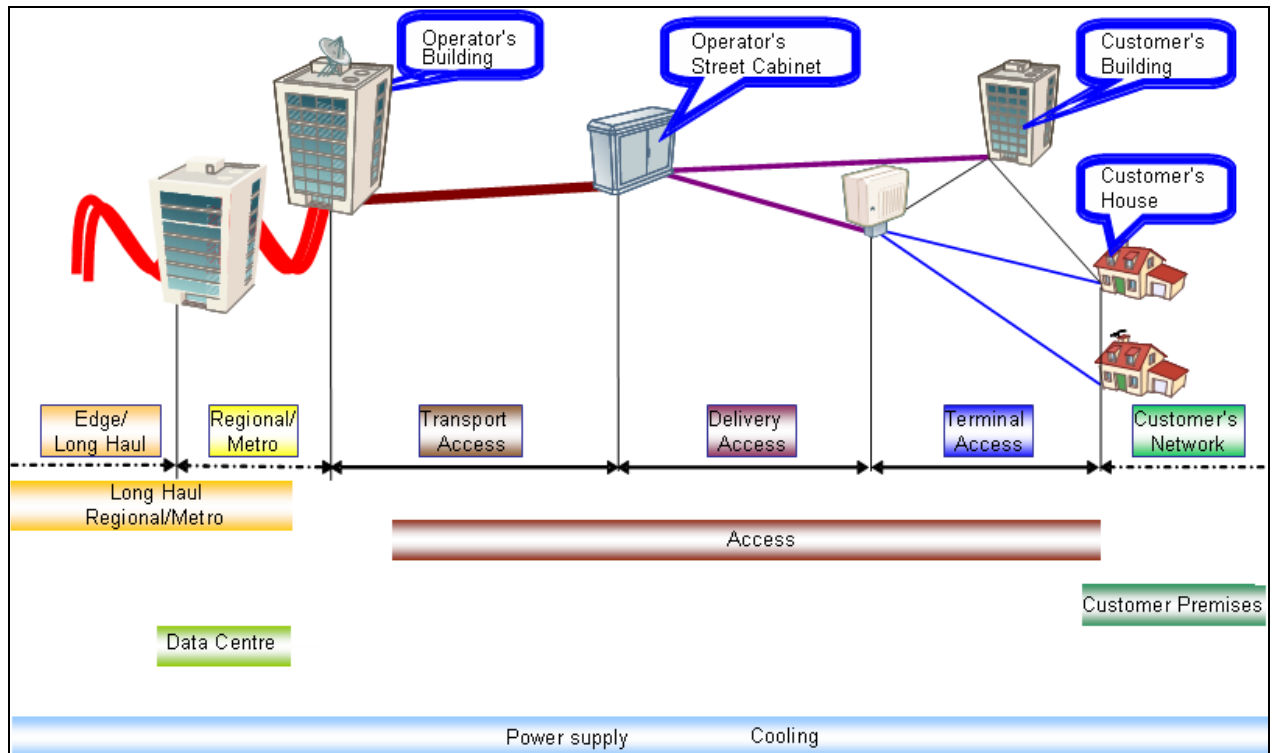 Operator's
Building
Operator's
Street Cabinet
Customer's
Building
Customer's
House
Edge/
Long Haul
Regional/
Metro
Transport
Access
Delivery
Access
Terminal
Access
Customer's
Network
Long Haul
Regional/Metro
Access
Customer Premises
Data Centre
Power supply Cooling